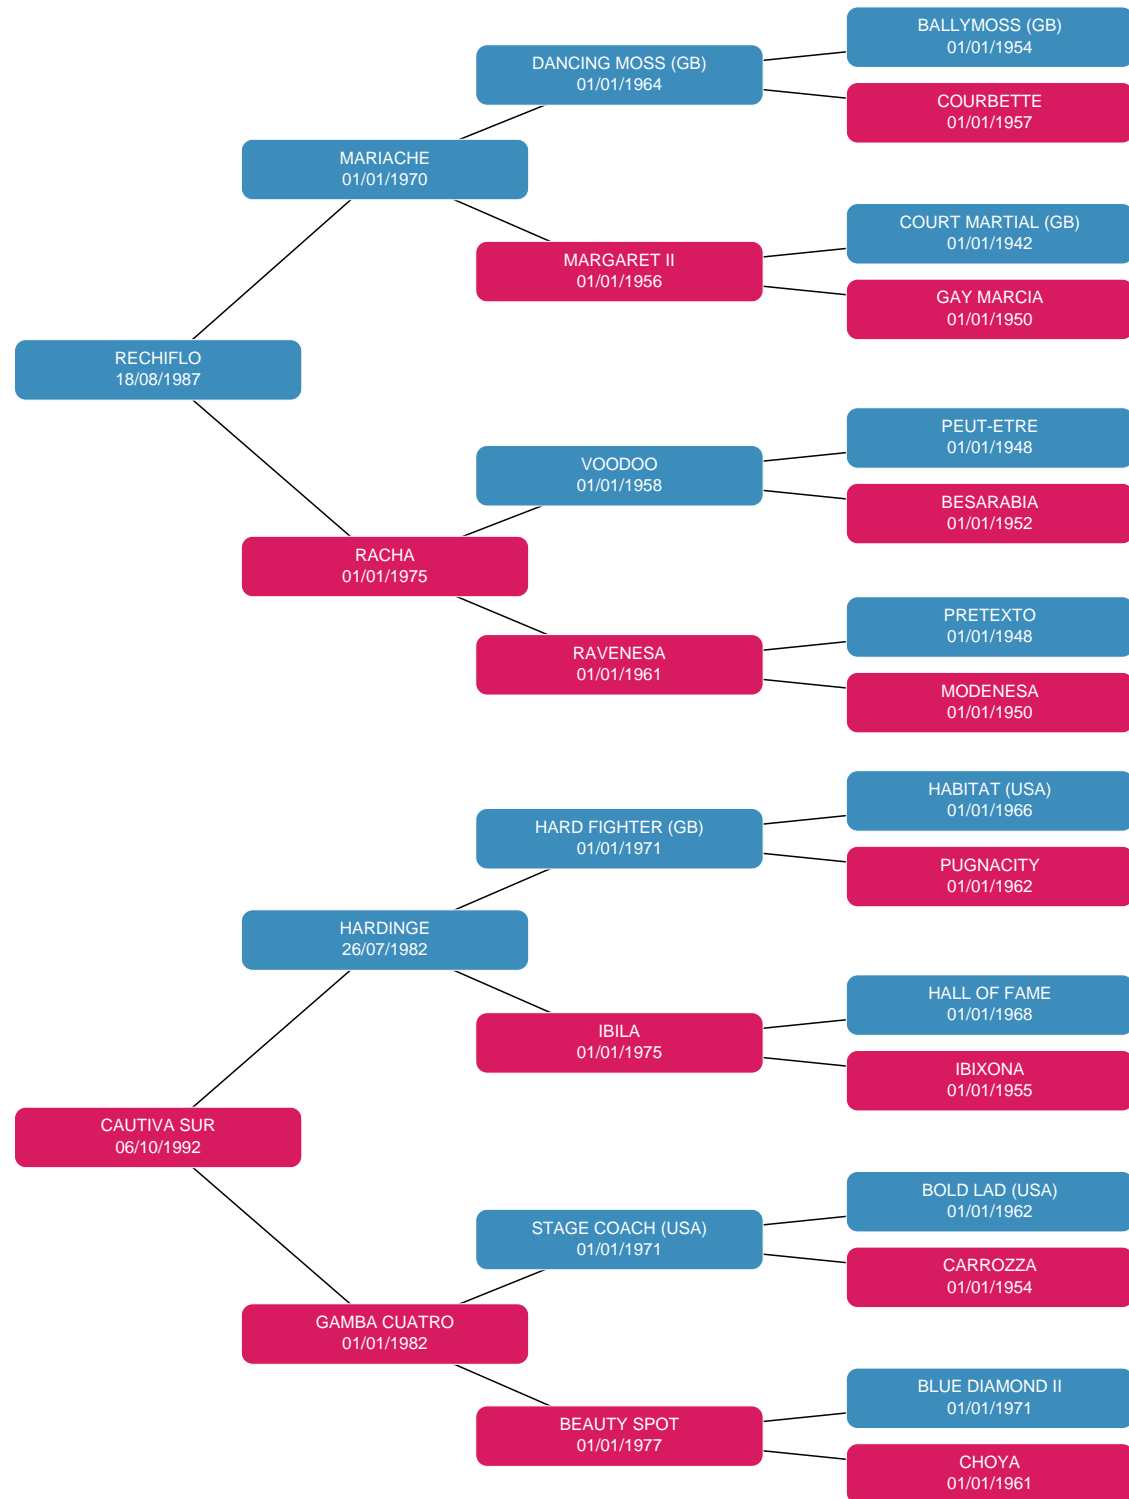 BALLYMOSS (GB)
01/01/1954
DANCING MOSS (GB)
01/01/1964
COURBETTE
01/01/1957
MARIACHE
01/01/1970
COURT MARTIAL (GB)
01/01/1942
MARGARET II
01/01/1956
GAY MARCIA
01/01/1950
RECHIFLO
18/08/1987
PEUT-ETRE
01/01/1948
VOODOO
01/01/1958
BESARABIA
01/01/1952
RACHA
01/01/1975
PRETEXTO
01/01/1948
RAVENESA
01/01/1961
MODENESA
01/01/1950
HABITAT (USA)
01/01/1966
HARD FIGHTER (GB)
01/01/1971
PUGNACITY
01/01/1962
HARDINGE
26/07/1982
HALL OF FAME
01/01/1968
IBILA
01/01/1975
IBIXONA
01/01/1955
CAUTIVA SUR
06/10/1992
BOLD LAD (USA)
01/01/1962
STAGE COACH (USA)
01/01/1971
CARROZZA
01/01/1954
GAMBA CUATRO
01/01/1982
BLUE DIAMOND II
01/01/1971
BEAUTY SPOT
01/01/1977
CHOYA
01/01/1961